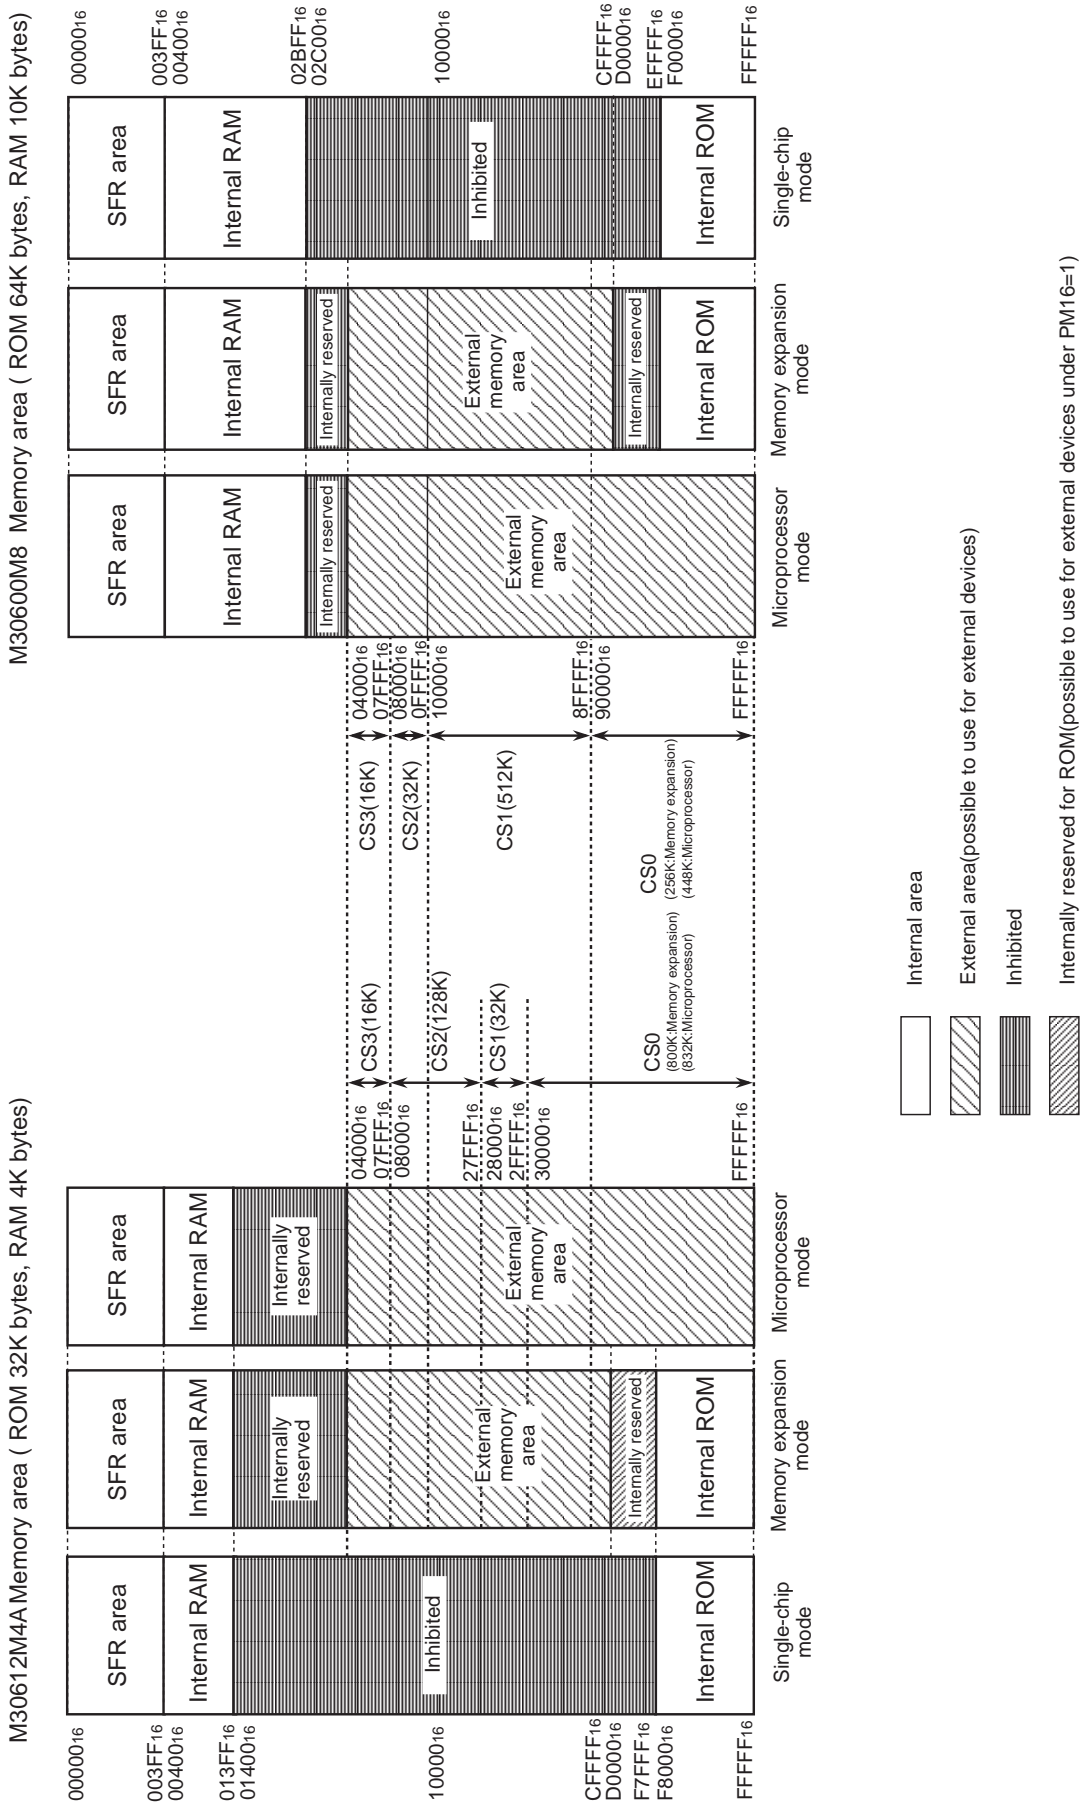 M30612M4A Memory area ( ROM 32K bytes, RAM 4K bytes)
0000016
003FF16
0040016
013FF16
0140016
1000016
CFFFF16
D000016
F7FFF16
F800016
FFFFF16
SFR area
Internal RAM
Inhibited
Internal ROM
Single-chip
mode
SFR area
Internal RAM
Internally
reserved
External
memory
area
Internally reserved
Internal ROM
Memory expansion
mode
SFR area
Internal RAM
Internally
reserved
External
memory
area
Microprocessor
mode
0400016
07FFF16
0800016
27FFF16
2800016
2FFFF16
3000016
FFFFF16
CS3(16K)
CS2(128K)
CS1(32K)
CS0
(800K:Memory expansion)
(832K:Microprocessor)
M30600M8 Memory area ( ROM 64K bytes, RAM 10K bytes)
CS3(16K)
CS2(32K)
CS1(512K)
CS0
(256K:Memory expansion)
(448K:Microprocessor)
0400016
07FFF16
0800016
0FFFF16
1000016
8FFFF16
9000016
FFFFF16
SFR area
Internal RAM
Internally reserved
External
memory
area
Microprocessor
mode
SFR area
Internal RAM
Internally reserved
External
memory
area
Internally reserved
Internal ROM
Memory expansion
mode
SFR area
Internal RAM
Inhibited
Internal ROM
Single-chip
mode
0000016
003FF16
0040016
02BFF16
02C0016
1000016
CFFFF16
D000016
EFFFF16
F000016
FFFFF16
Internal area
External area(possible to use for external devices)
Inhibited
Internally reserved for ROM(possible to use for external devices under PM16=1)